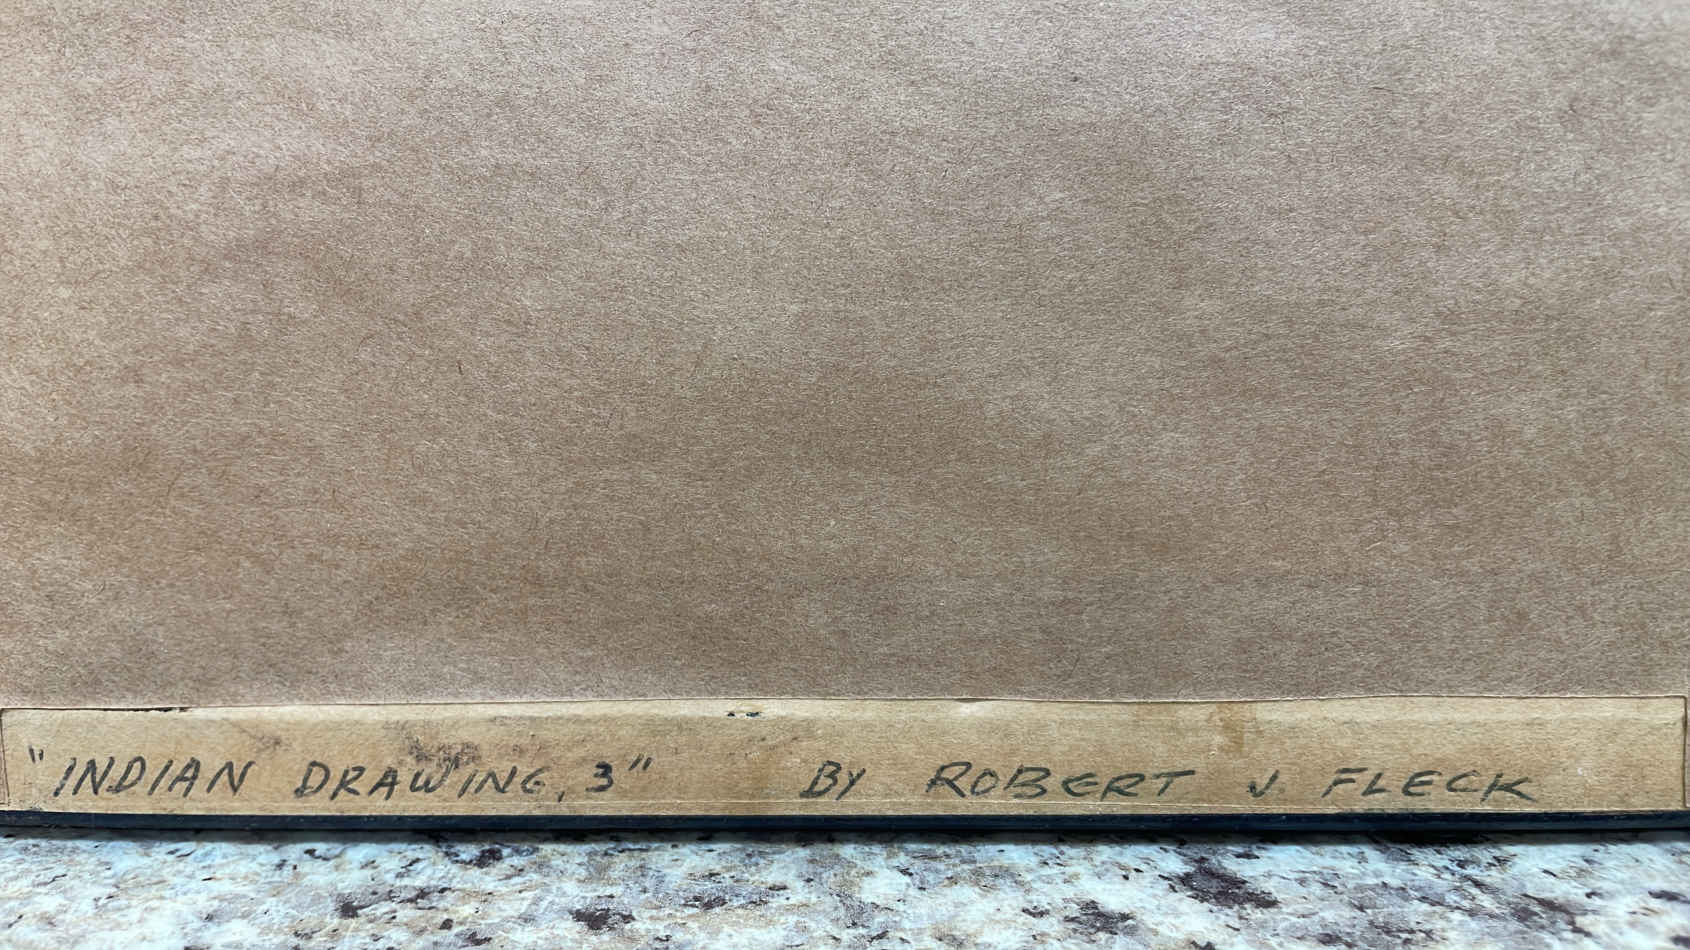 "INDIAN DRAWING, 3" BY ROBERT J. FLECK